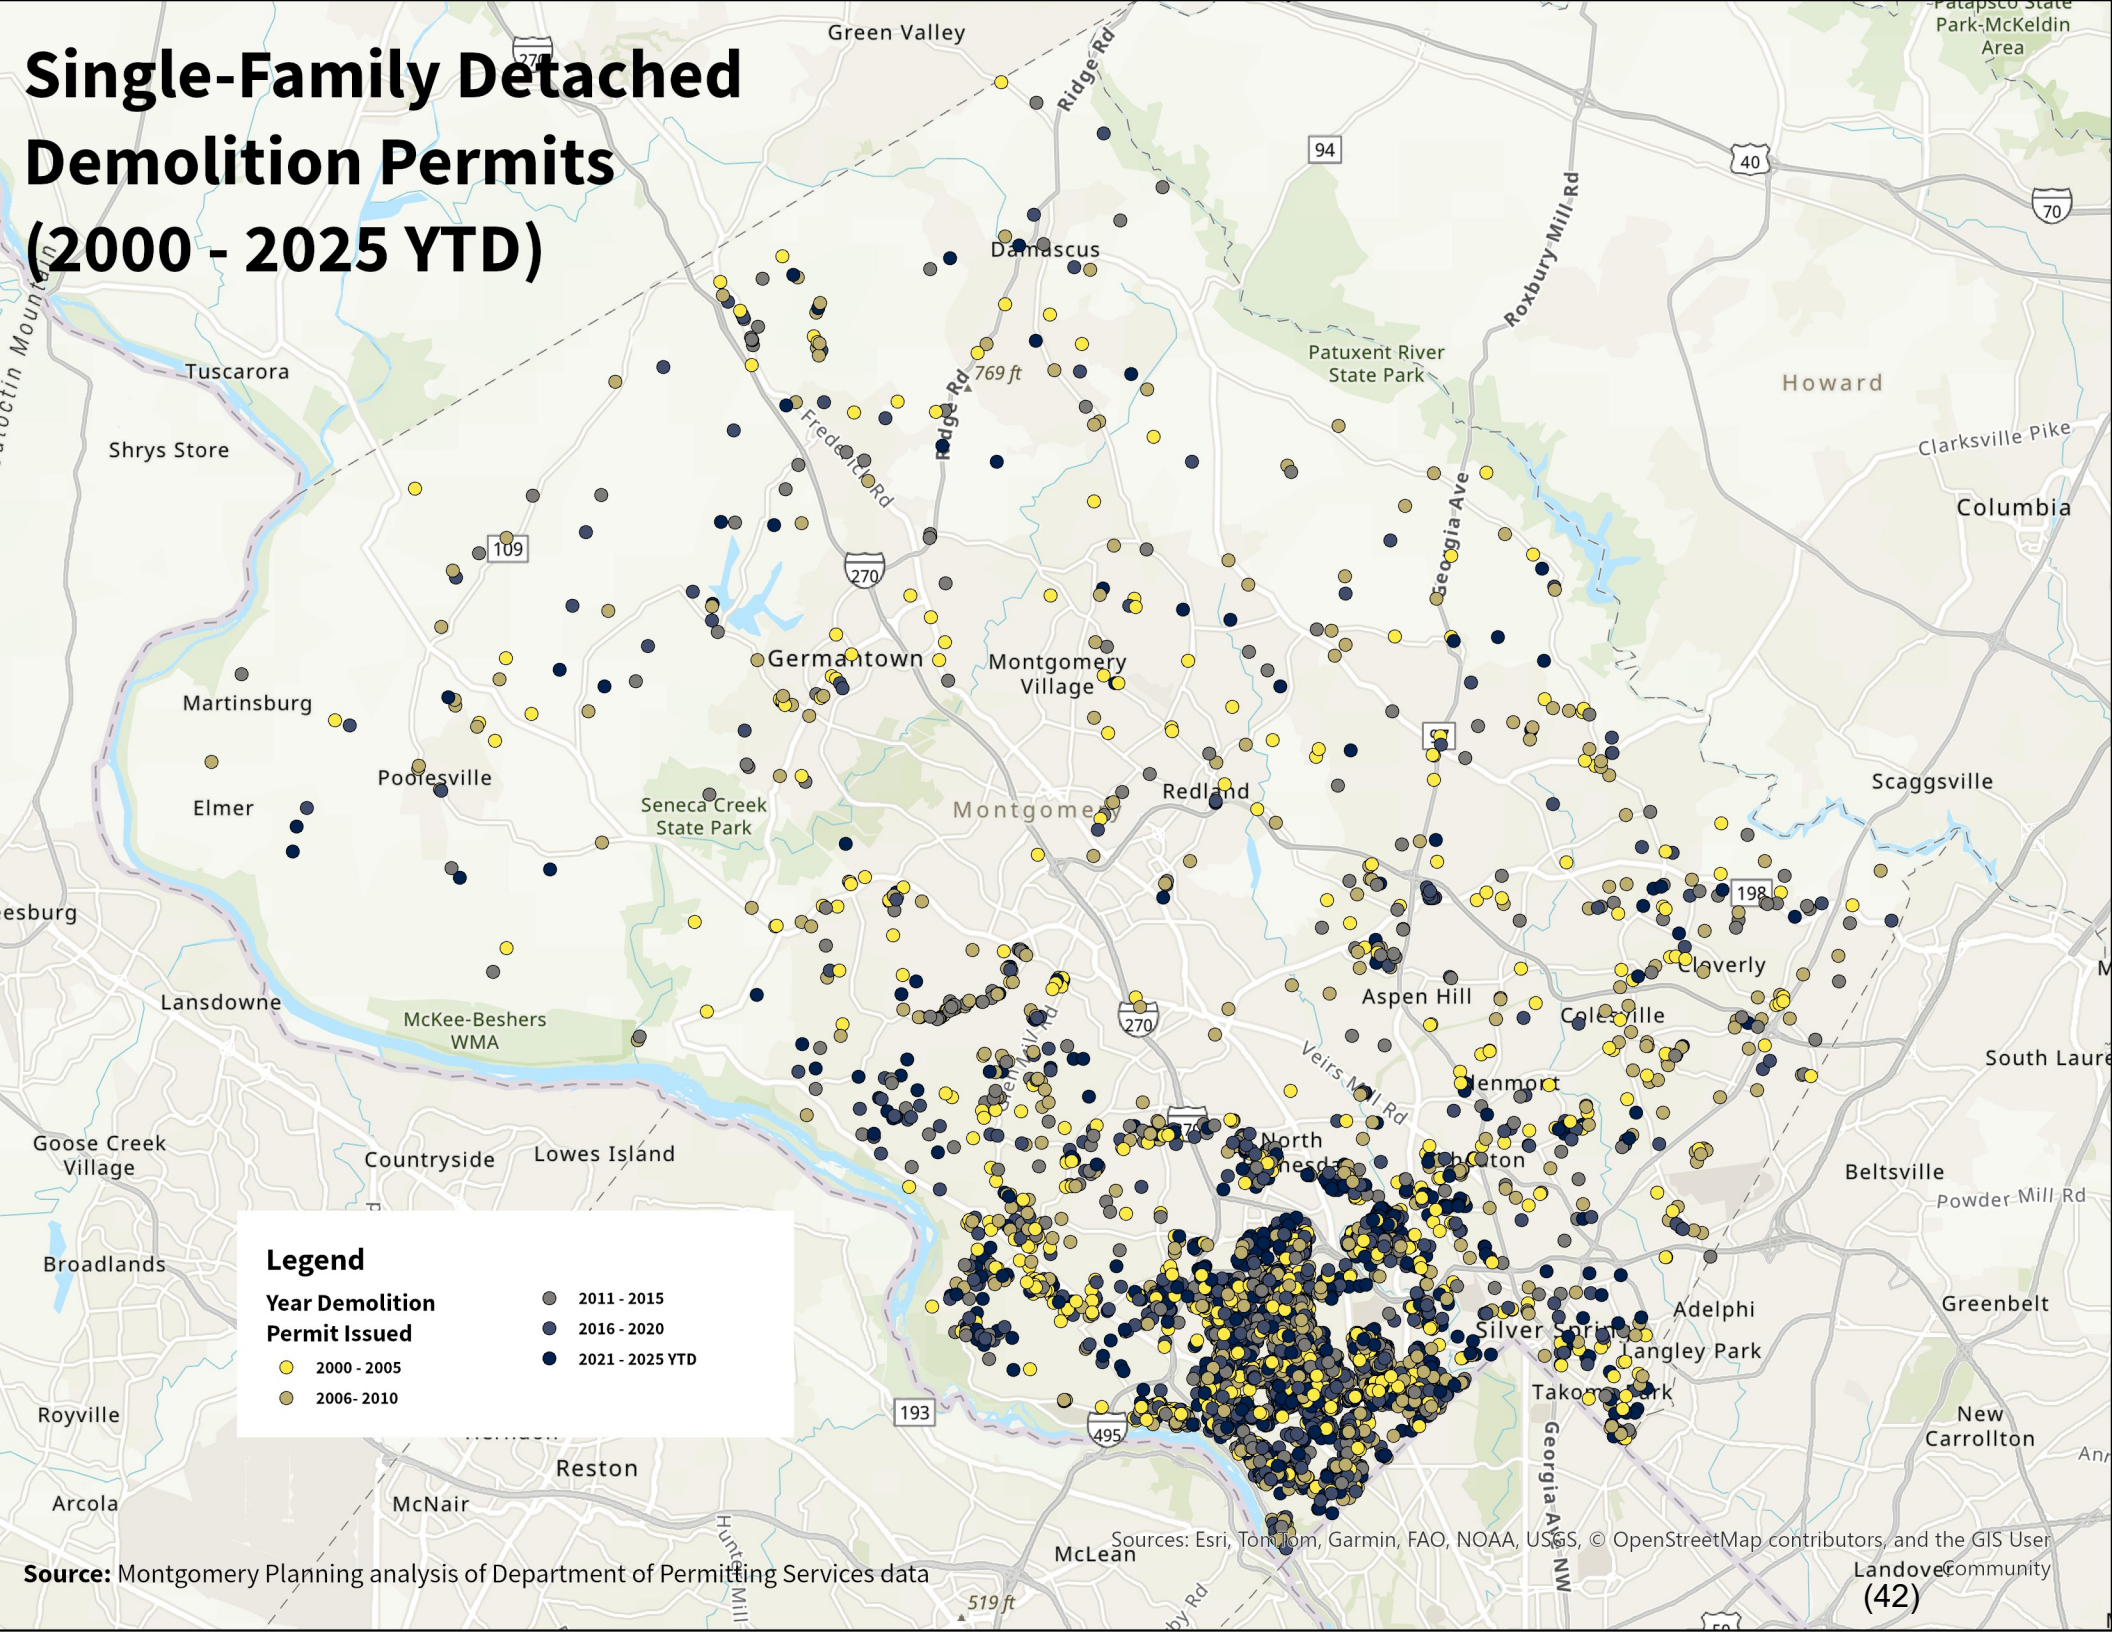 Single-Family Detached
Demolition Permits
(2000 - 2025 YTD)
Green Valley
Patapsco State
Park-McKeldin
Area
270
Ridge Rd
94
40
70
Roxbury Mill Rd
Damascus
Tuscarora
769 ft
Patuxent River
State Park
Howard
Shrys Store
Frederick Rd
Ridge Rd
Clarksville Pike
Columbia
Georgia Ave
109
270
Germantown
Montgomery
Village
Martinsburg
Poolesville
Elmer
Seneca Creek
State Park
Montgomery
Redland
Scaggsville
198
Cloverly
Aspen Hill
Colesville
Lansdowne
McKee-Beshers
WMA
270
Veirs Mill Rd
Glenmont
South Laure
Goose Creek
Village
Countryside
Lowes Island
North
Beltsville
Powder Mill Rd
Broadlands
Adelphi
Greenbelt
Silver Spring
Langley Park
Takoma Park
Legend
Year Demolition
Permit Issued
2000 - 2005
2006- 2010
2011 - 2015
2016 - 2020
2021 - 2025 YTD
193
495
Royville
Herndon
Reston
New
Carrollton
Georgia Ave NW
Arcola
McNair
McLean
Sources: Esri, TomTom, Garmin, FAO, NOAA, USGS, © OpenStreetMap contributors, and the GIS User
Community
Landover
Source: Montgomery Planning analysis of Department of Permitting Services data
519 ft
(42)